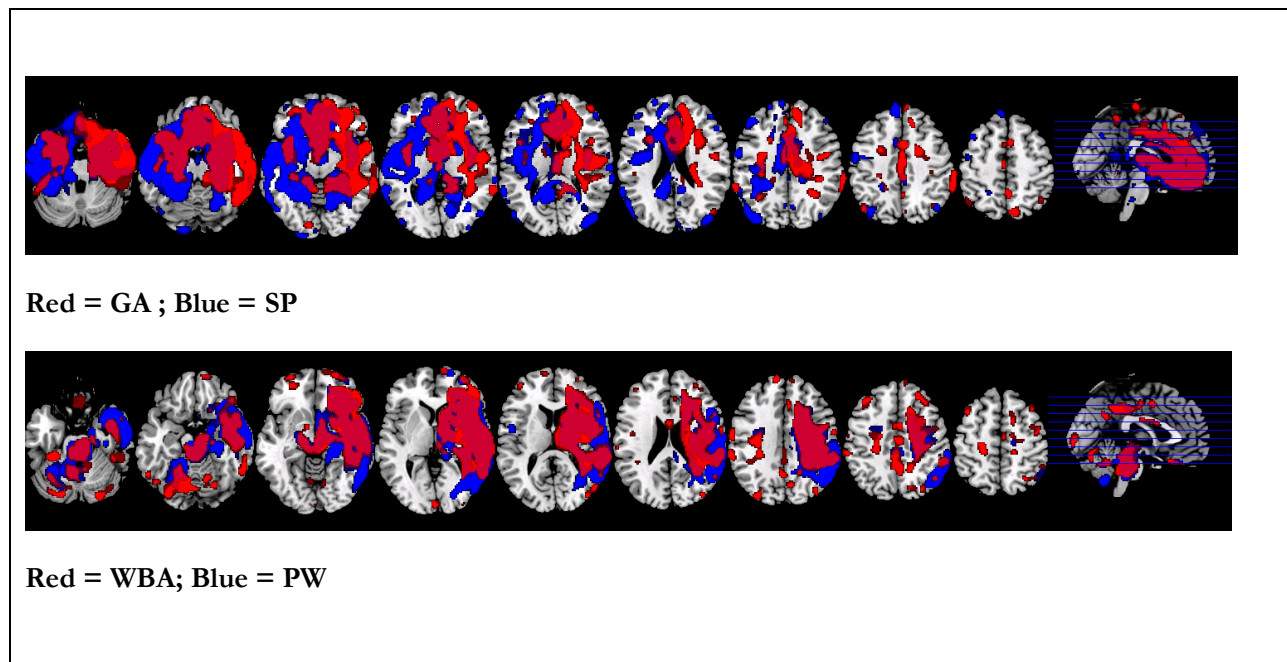 Red = GA ; Blue = SP
Red = WBA; Blue = PW